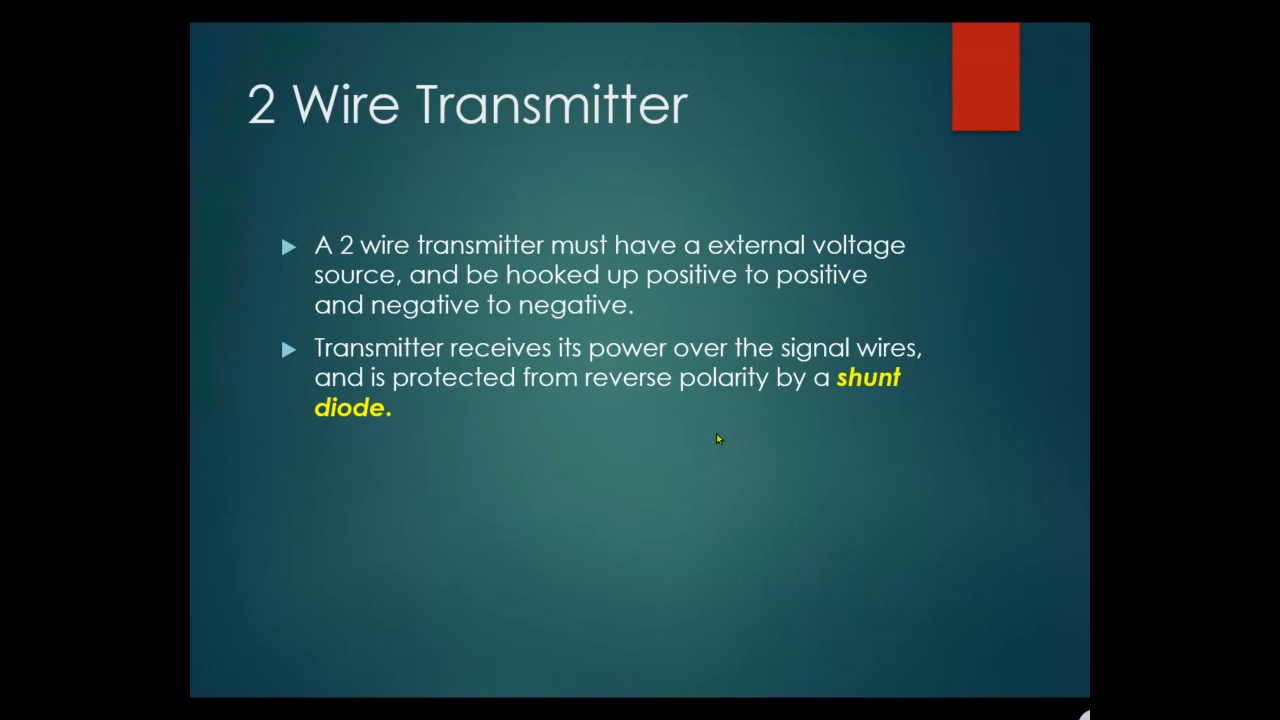 2 Wire Transmitter
A 2 wire transmitter must have a external voltage
source, and be hooked up positive to positive
and negative to negative.
Transmitter receives its power over the signal wires,
and is protected from reverse polarity by a shunt
diode.